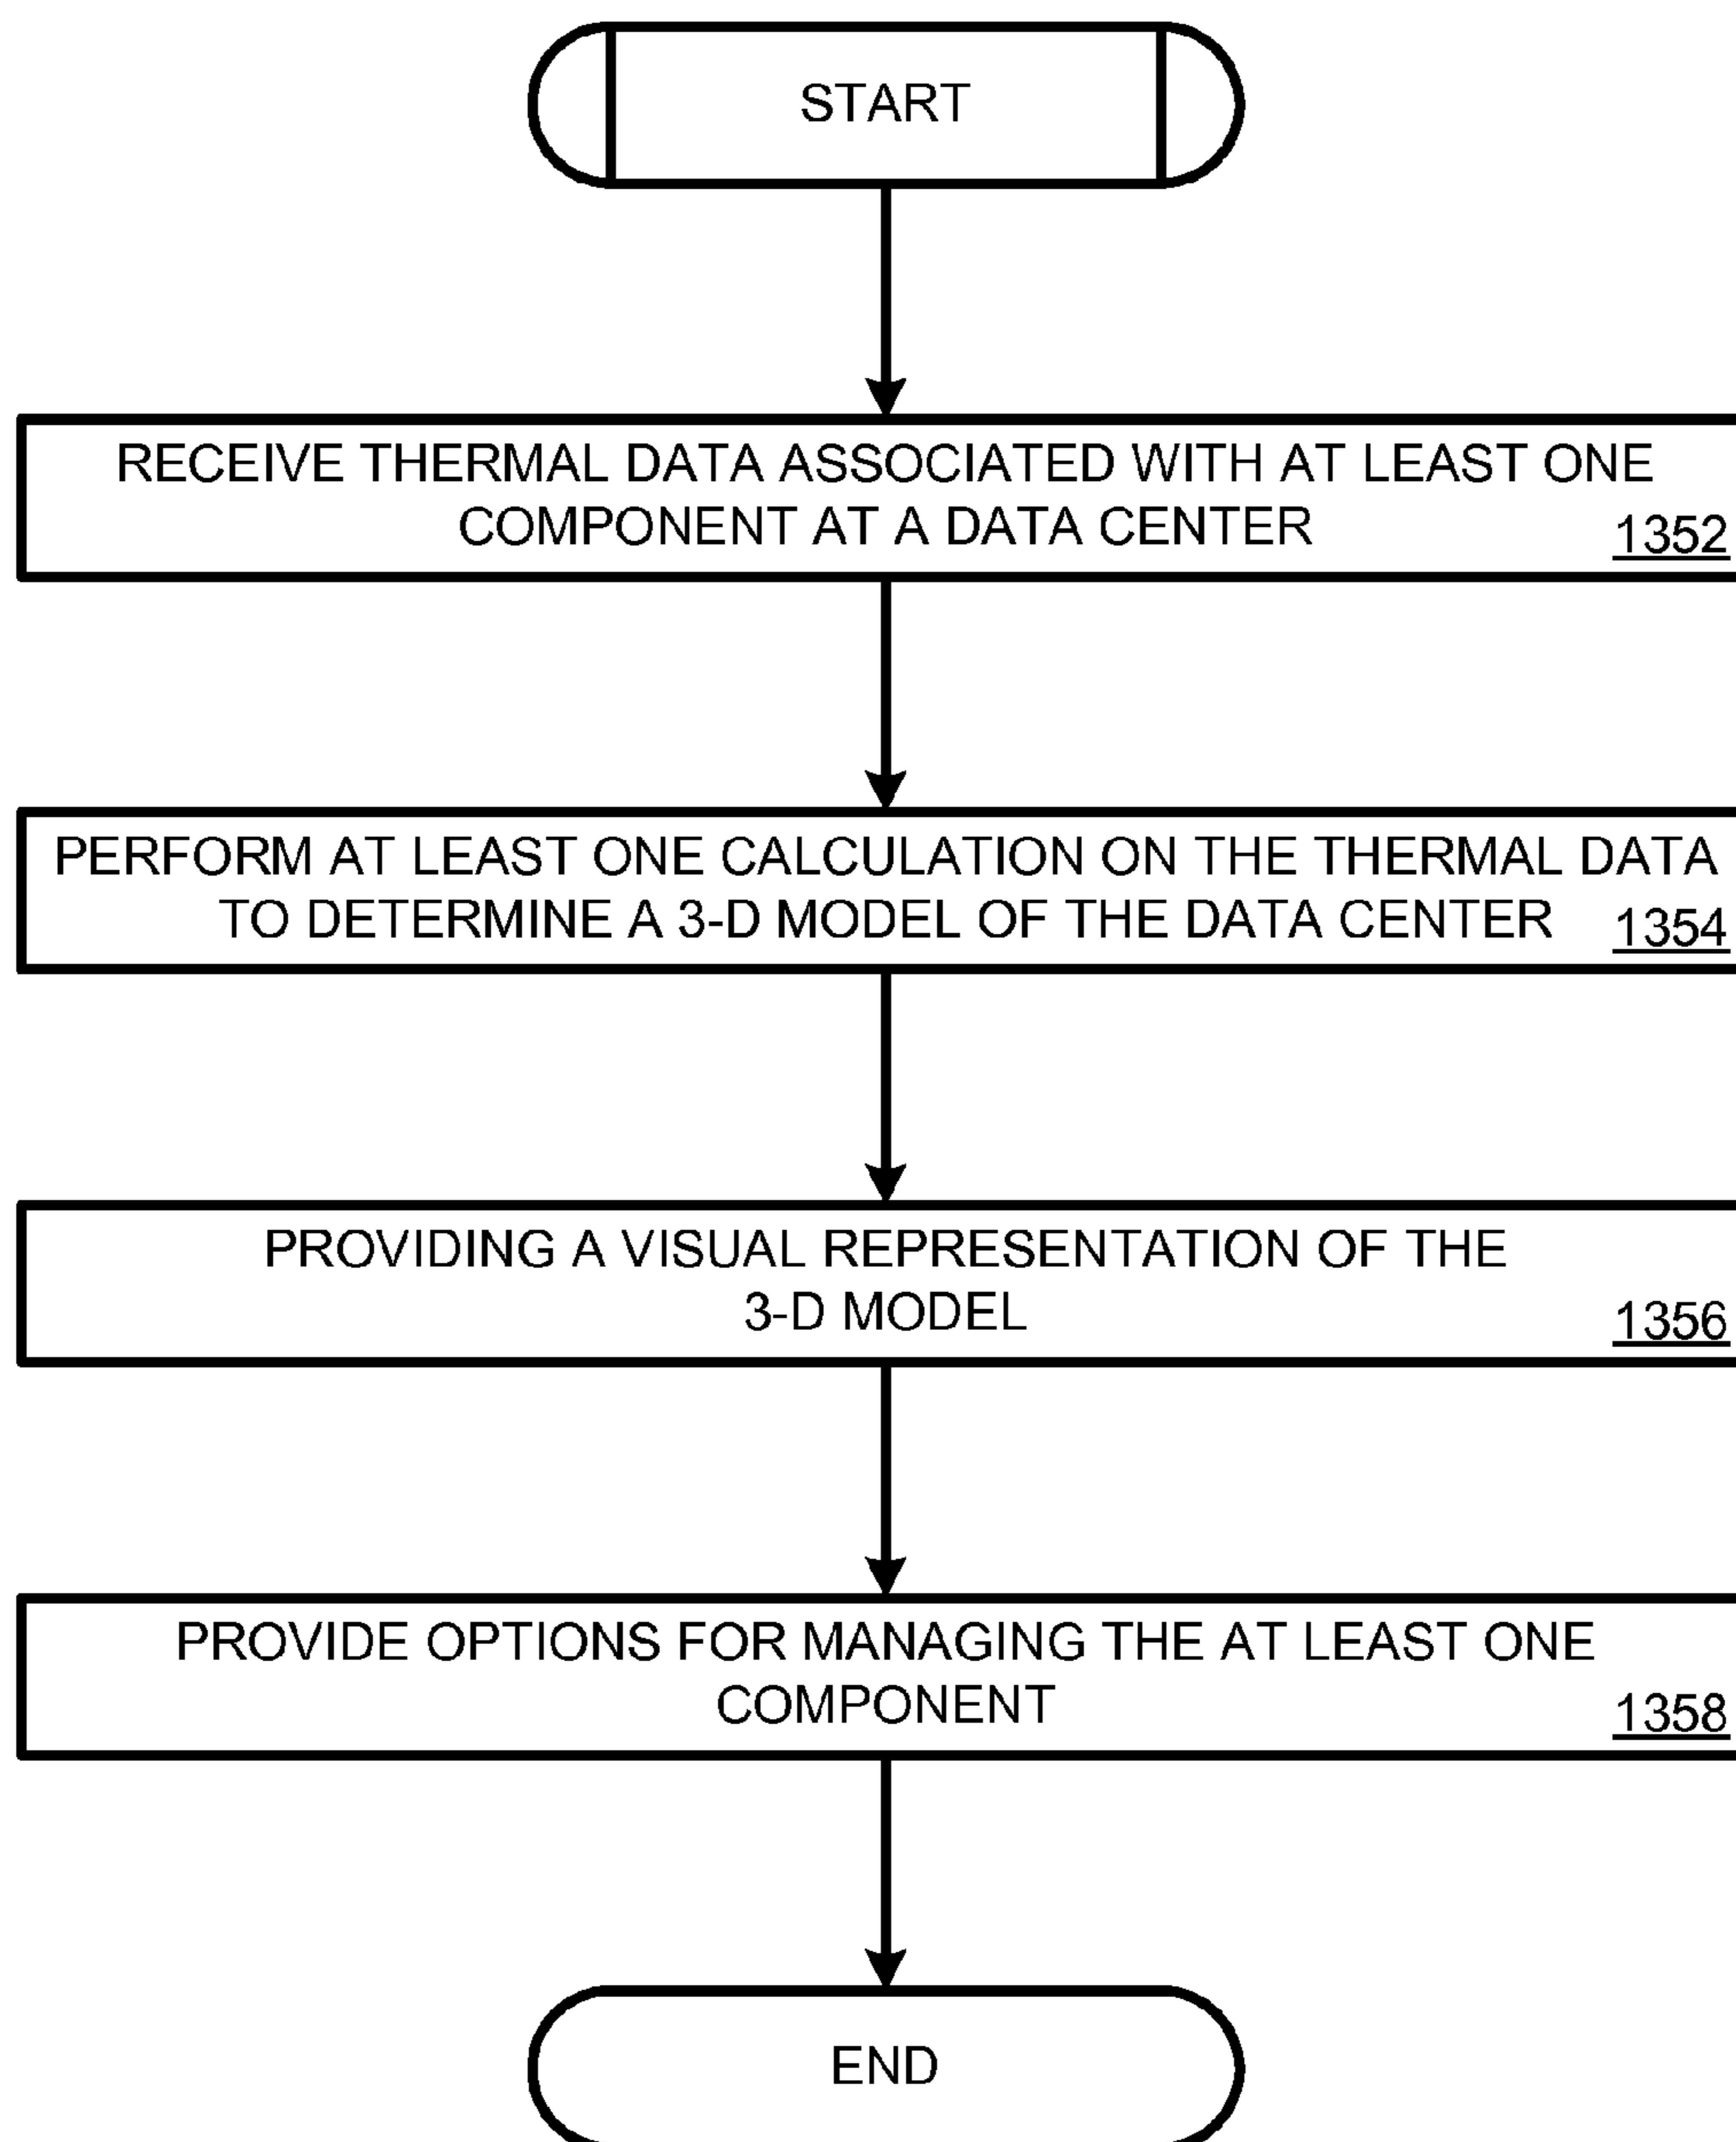 START
RECEIVE THERMAL DATA ASSOCIATED WITH AT LEAST ONE
COMPONENT AT A DATA CENTER
1352
PERFORM AT LEAST ONE CALCULATION ON THE THERMAL DATA
TO DETERMINE A 3-D MODEL OF THE DATA CENTER
1354
PROVIDING A VISUAL REPRESENTATION OF THE
3-D MODEL
1356
PROVIDE OPTIONS FOR MANAGING THE AT LEAST ONE
COMPONENT
1358
END